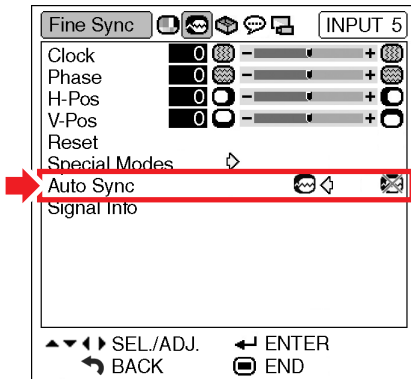 Fine Sync INPUT 5
Clock 0 - +
Phase 0 - +
H-Pos 0 - +
V-Pos 0 - +
Reset
Special Modes
Auto Sync
Signal Info
SEL./ADJ. ENTER
BACK END